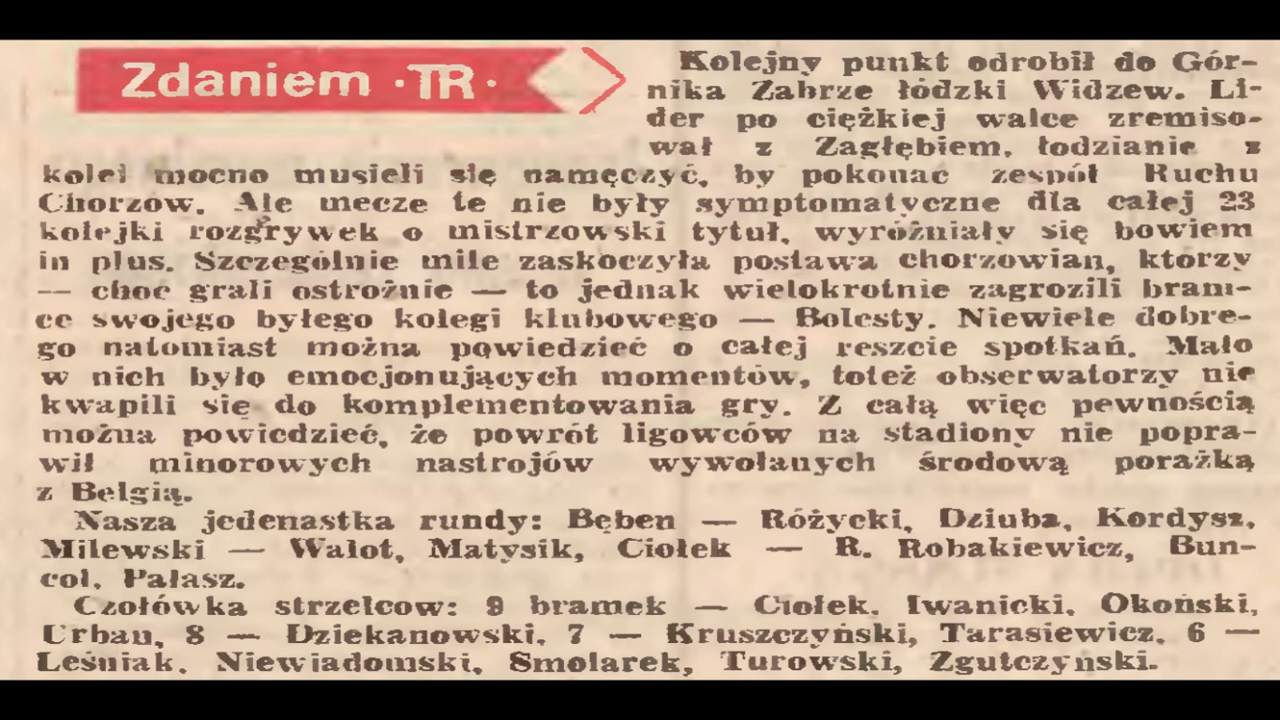 Zdaniem ·TR·
Kolejny punkt odrobił do Gór-
nika Zabrze łódzki Widzew. Li-
der po ciężkiej walce zremiso-
wał z Zagłębiem, łodzianie z
kolei mocno musieli się namęczyć, by pokonać zespół Ruchu
Chorzów. Ale mecze te nie były symptomatyczne dla całej 23
kolejki rozgrywek o mistrzowski tytuł, wyróżniały się bowiem
in plus. Szczególnie mile zaskoczyła postawa chorzowian, którzy
— choć grali ostrożnie — to jednak wielokrotnie zagrozili bram-
ce swojego byłego kolegi klubowego — Bolesty. Niewiele dobre-
go natomiast można powiedzieć o całej reszcie spotkań. Mało
w nich było emocjonujących momentów, toteż obserwatorzy nie
kwapili się do komplementowania gry. Z całą więc pewnością
można powiedzieć, że powrót ligowców na stadiony nie popra-
wił minorowych nastrojów wywołanych środową porażką
z Belgią.
Nasza jedenastka rundy: Bęben — Różycki, Dziuba, Kordysz,
Milewski — Wałot, Matysik, Ciołek — R. Robakiewicz, Bun-
col, Pałasz.
Czołówka strzelcow: 9 bramek — Ciołek, Iwanicki, Okoński,
Urban, 8 — Dziekanowski, 7 — Kruszczyński, Tarasiewicz, 6 —
Leśniak, Niewiadomski, Smolarek, Turowski, Zgutczyński.